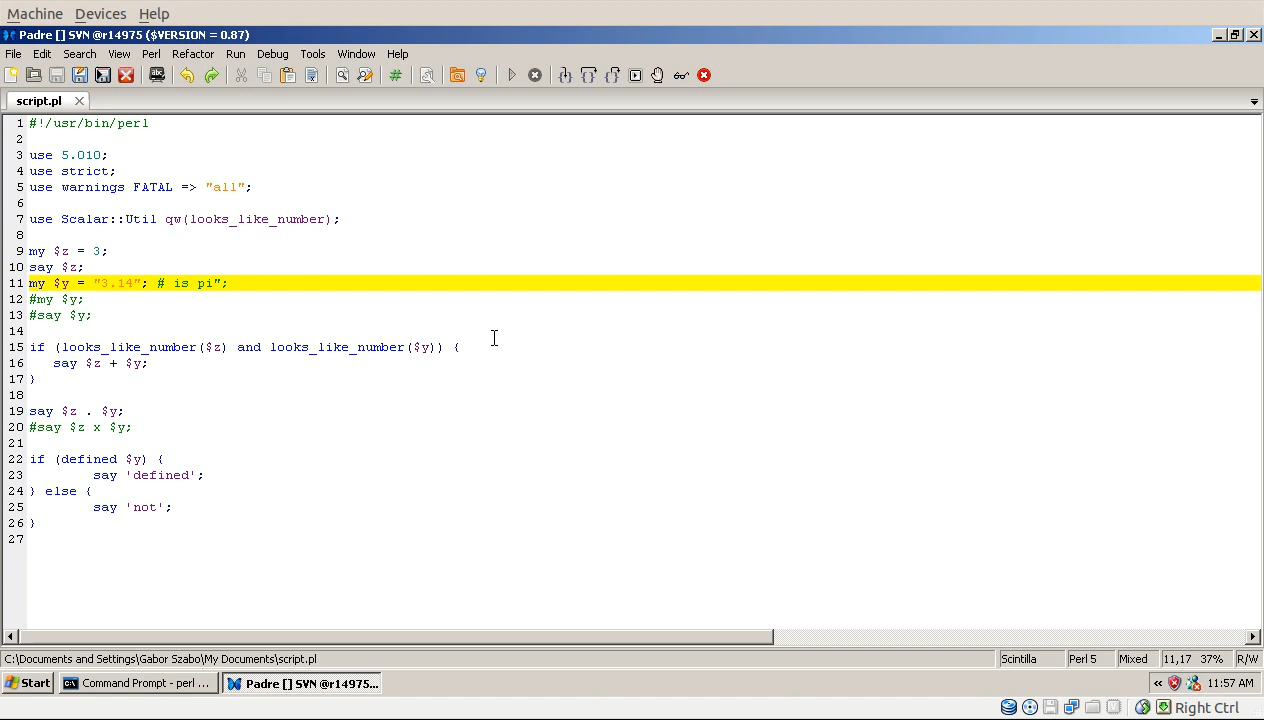 Machine Devices Help
Padre [] SVN @r14975 ($VERSION = 0.87)
File Edit Search View Perl Refactor Run Debug Tools Window Help
script.pl
1 #!/usr/bin/perl
2
3 use 5.010;
4 use strict;
5 use warnings FATAL => "all";
6
7 use Scalar::Util qw(looks_like_number);
8
9 my $z = 3;
10 say $z;
11 my $y = "3.14"; # is pi";
12 #my $y;
13 #say $y;
14
15 if (looks_like_number($z) and looks_like_number($y)) {
16 say $z + $y;
17 }
18
19 say $z . $y;
20 #say $z x $y;
21
22 if (defined $y) {
23 say 'defined';
24 } else {
25 say 'not';
26 }
27
C:\Documents and Settings\Gabor Szabo\My Documents\script.pl Scintilla Perl 5 Mixed 11,17 37% R/W
Start Command Prompt - perl ... Padre [] SVN @r14975... « 11:57 AM
Right Ctrl